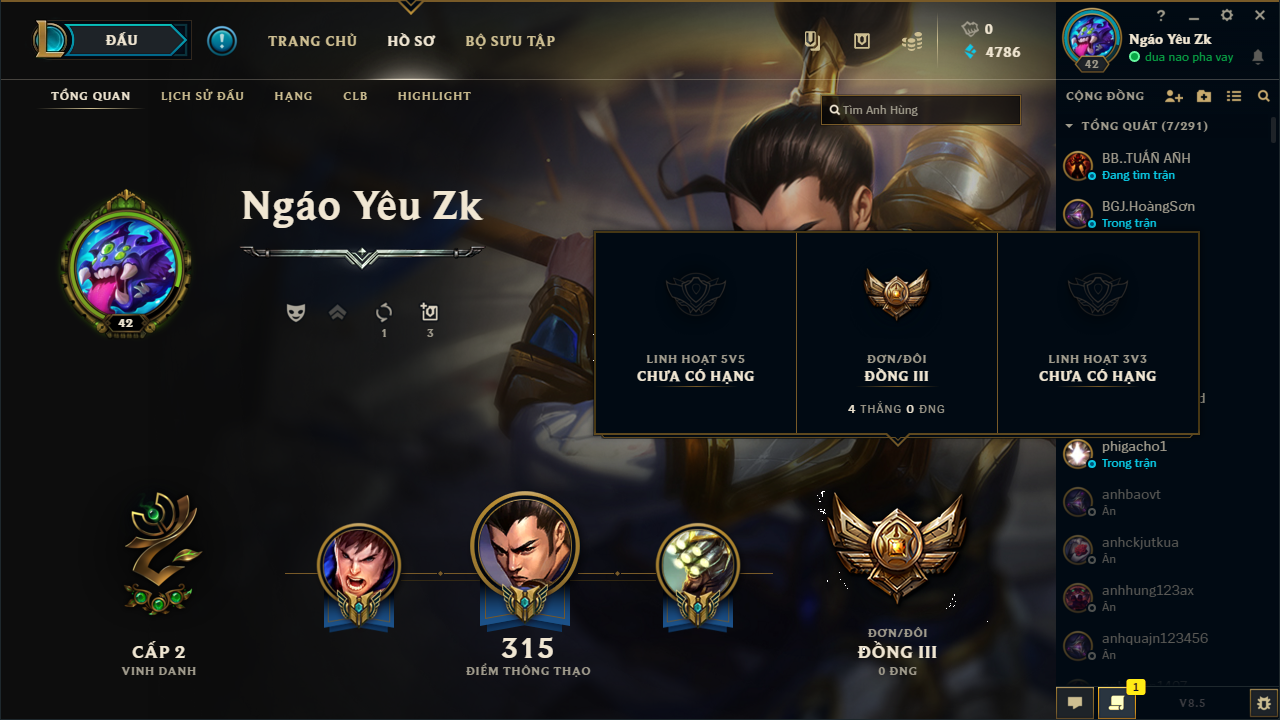 ĐẤU
TRANG CHỦ
HỒ SƠ
BỘ SƯU TẬP
0
4786
Ngáo Yêu Zk
42
dua nao pha vay
TỔNG QUAN
LỊCH SỬ ĐẤU
HẠNG
CLB
HIGHLIGHT
Tìm Anh Hùng
CỘNG ĐỒNG
TỔNG QUÁT (7/291)
BB..TUẤÑ AÑH
Đang tìm trận
BGJ.HoàngSơn
Trong trận
Ngáo Yêu Zk
42
1
3
LINH HOẠT 5V5
CHƯA CÓ HẠNG
ĐƠN/ĐÔI
ĐỒNG III
4 THẮNG 0 ĐNG
LINH HOẠT 3V3
CHƯA CÓ HẠNG
phigacho1
Trong trận
anhbaovt
Ẩn
anhckjutkua
Ẩn
anhhung123ax
Ẩn
anhquajn123456
Ẩn
CẤP 2
VINH DANH
315
ĐIỂM THÔNG THẠO
ĐƠN/ĐÔI
ĐỒNG III
0 ĐNG
1
V8.5